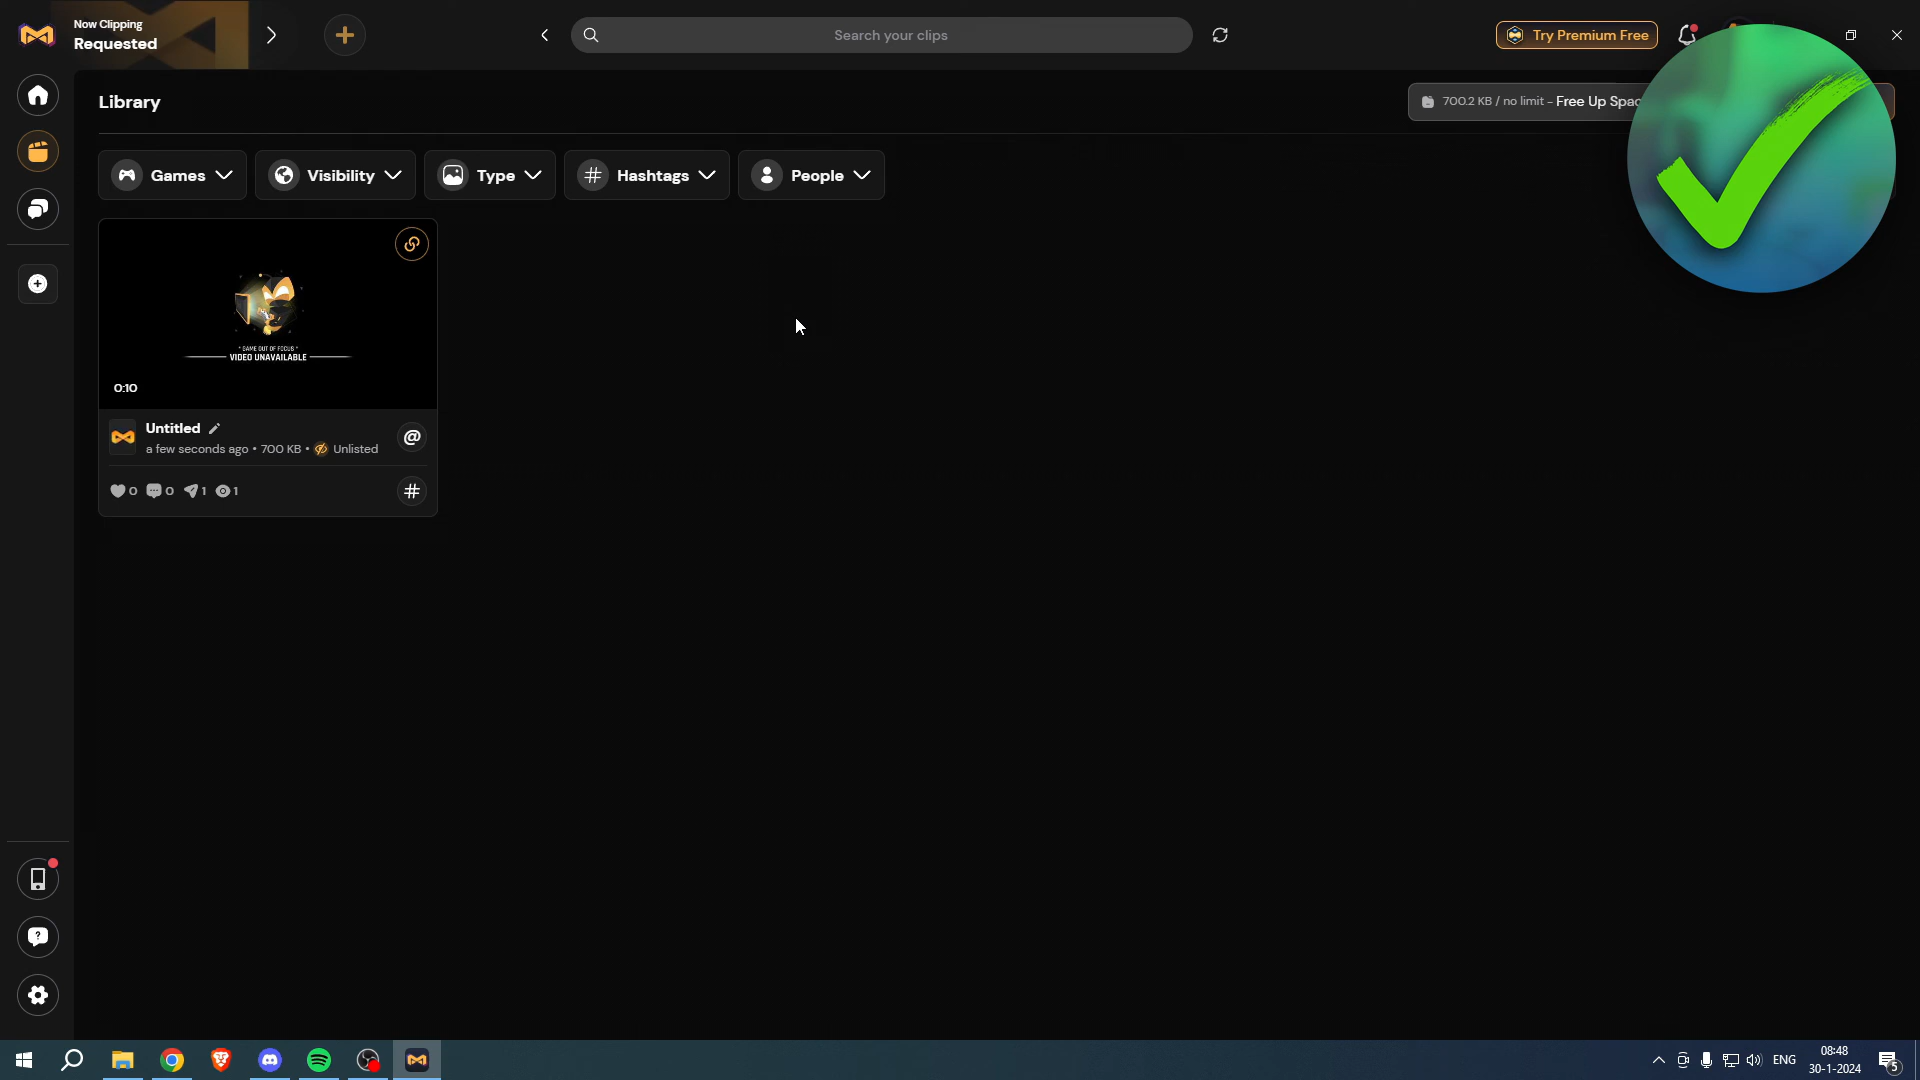 Now Clipping
Requested
Search your clips
Try Premium Free
Library
700.2 KB / no limit - Free Up Spac
Games
Visibility
Type
Hashtags
People
* GAME OUT OF FOCUS *
VIDEO UNAVAILABLE
0:10
Untitled
@
a few seconds ago • 700 KB • Unlisted
0 0 1 1
#
ENG
08:48
30-1-2024
5